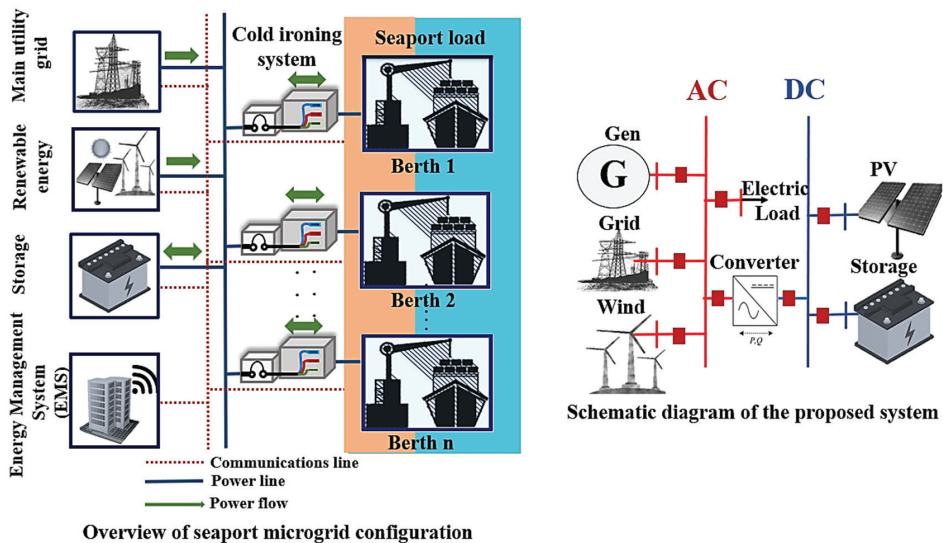 Main utility
grid
Renewable
energy
Storage
Energy Management
System
(EMS)
Cold ironing
system
Seaport load
Berth 1
Berth 2
Berth n
Communications line
Power line
Power flow
Overview of seaport microgrid configuration
AC
DC
Gen
G
Electric
Load
PV
Grid
Converter
Storage
Wind
P,Q
Schematic diagram of the proposed system